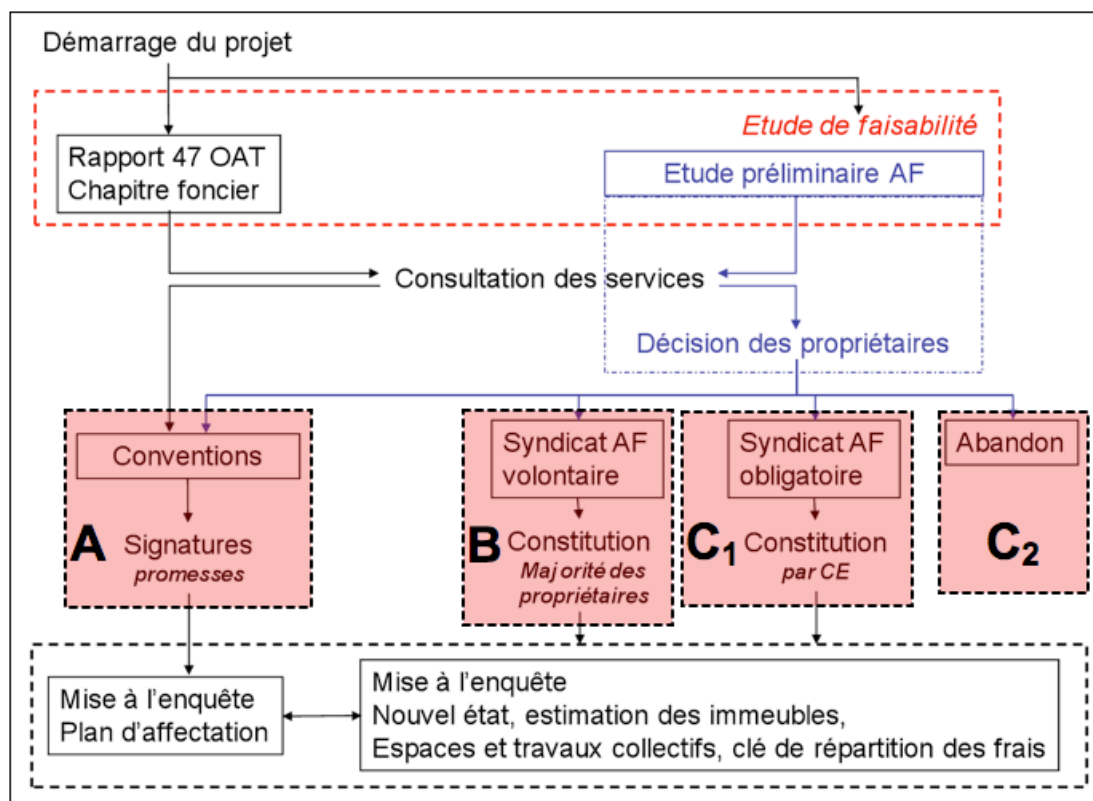 Démarrage du projet
Etude de faisabilité
Rapport 47 OAT
Chapitre foncier
Etude préliminaire AF
Consultation des services
Décision des propriétaires
A
Conventions
Signatures
promesses
B
Syndicat AF
volontaire
Constitution
Majorité des
propriétaires
C1
Syndicat AF
obligatoire
Constitution
par CE
Abandon
C2
Mise à l'enquête
Plan d'affectation
Mise à l'enquête
Nouvel état, estimation des immeubles,
Espaces et travaux collectifs, clé de répartition des frais